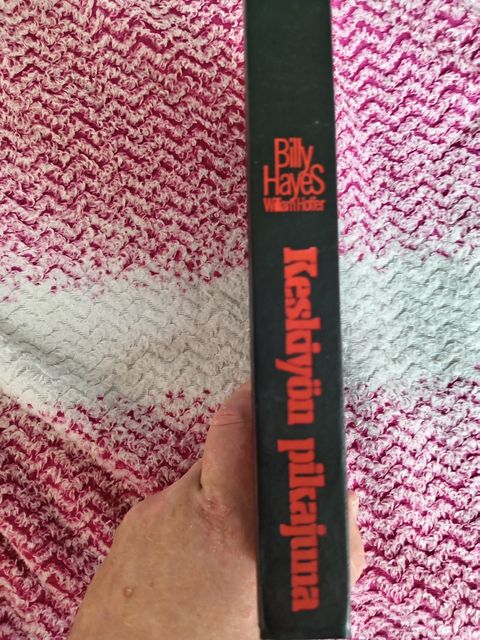 Billy
Hayes
William Hoffer
Keskiyön pikajuna